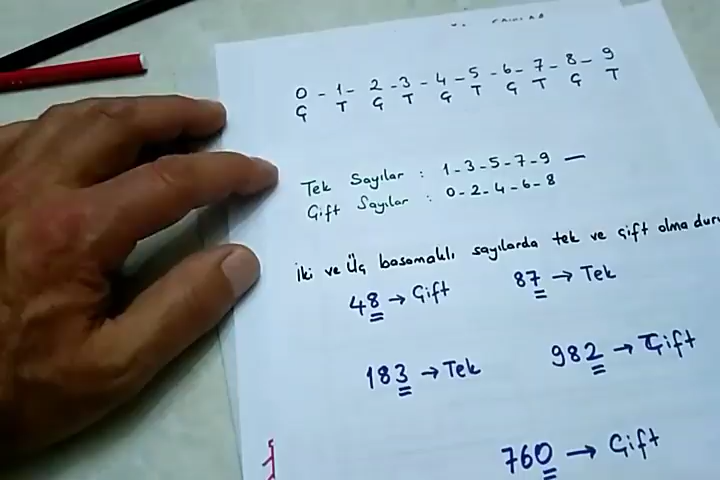 0 - 1 - 2 - 3 - 4 - 5 - 6 - 7 - 8 - 9
Ç T Ç T Ç T Ç T Ç T
Tek Sayılar : 1-3-5-7-9 —
Çift Sayılar : 0-2-4-6-8
İki ve Üç basamaklı sayılarda tek ve çift olma
48 → Çift 87 → Tek
183 → Tek 982 → Çift
760 → Çift